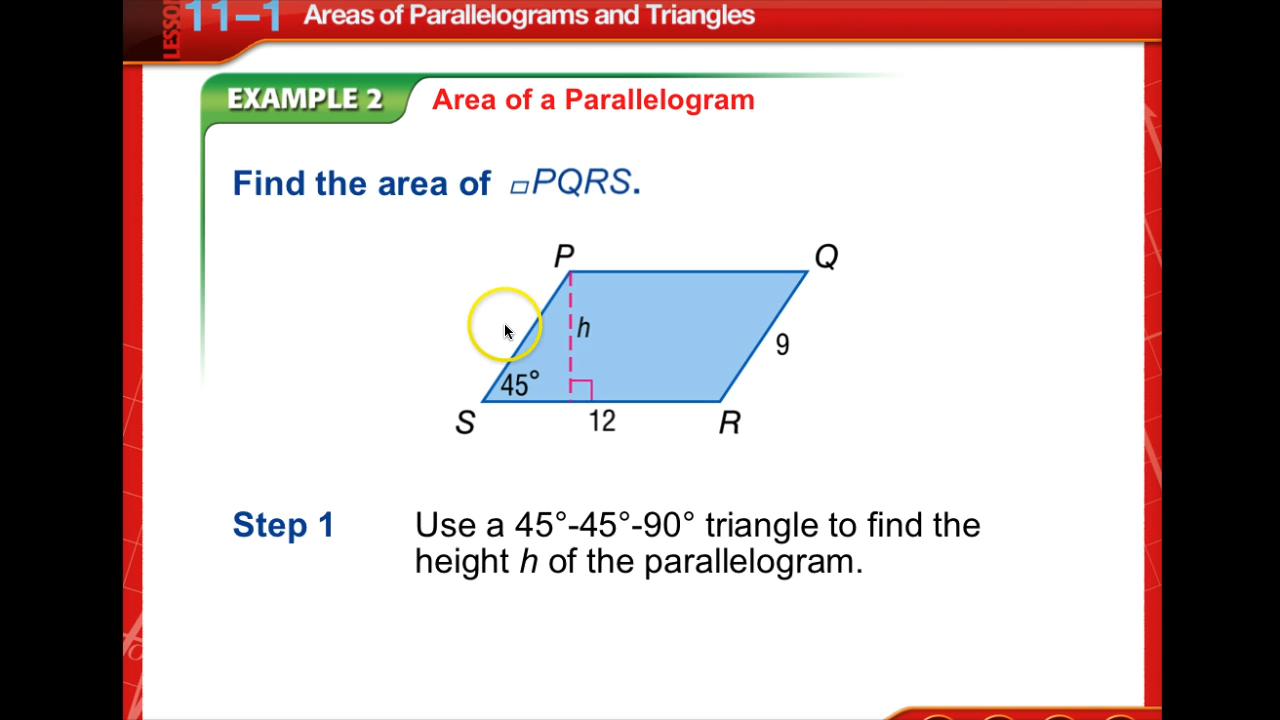 LESSON 11–1 Areas of Parallelograms and Triangles
EXAMPLE 2 Area of a Parallelogram
Find the area of ▱PQRS.
P
Q
h
9
45°
S
12
R
Step 1 Use a 45°-45°-90° triangle to find the
height h of the parallelogram.